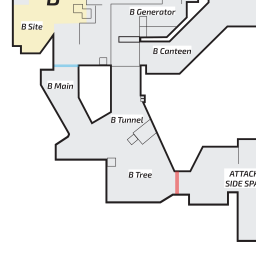 B
B Generator
B Site
B Canteen
B Main
B Tunnel
B Tree
ATTACK
SIDE SPA